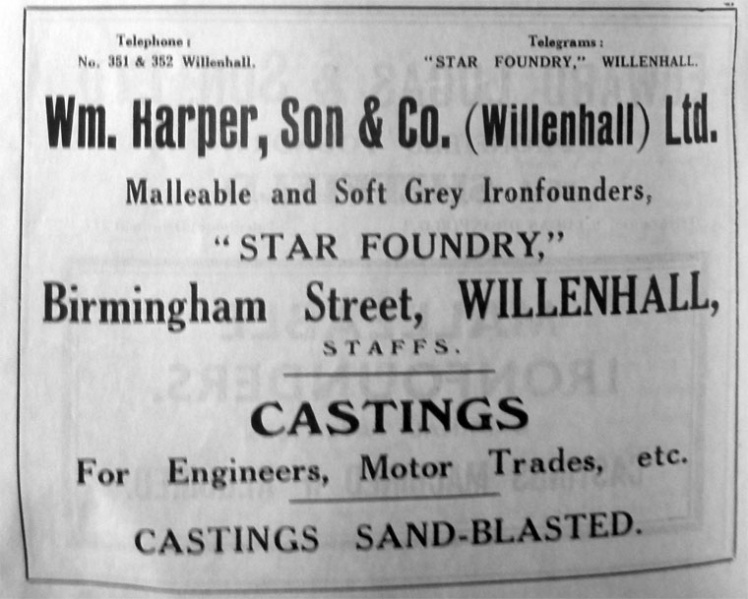 Telephone: Telegrams:
No. 351 & 352 Willenhall. "STAR FOUNDRY," WILLENHALL.
Wm. Harper, Son & Co. (Willenhall) Ltd.
Malleable and Soft Grey Ironfounders,
"STAR FOUNDRY,"
Birmingham Street, WILLENHALL,
STAFFS.
CASTINGS
For Engineers, Motor Trades, etc.
CASTINGS SAND-BLASTED.